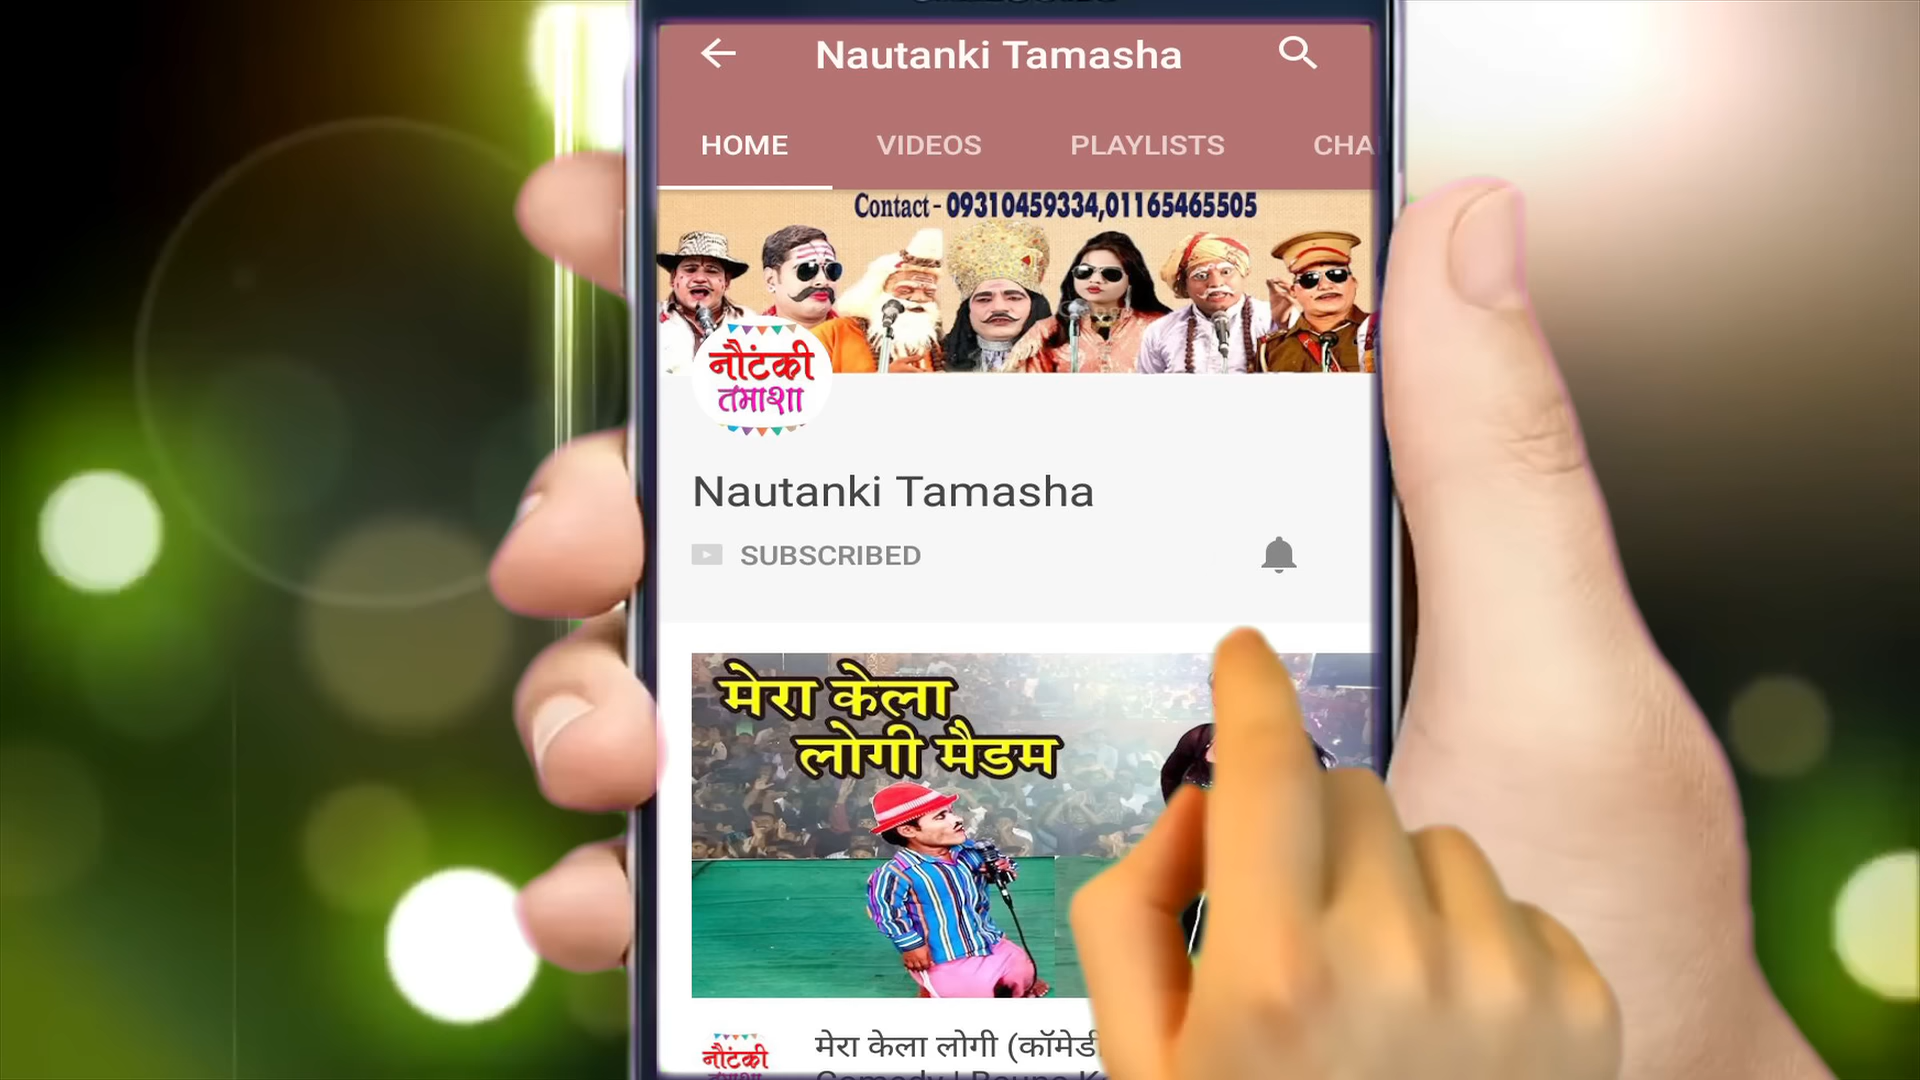 Nautanki Tamasha
HOME VIDEOS PLAYLISTS CHA
Contact - 09310459334,01165465505
नौटंकी
तमाशा
Nautanki Tamasha
SUBSCRIBED
मेरा केला
लोगी मैडम
मेरा केला लोगी (कॉमेडी
नौटंकी